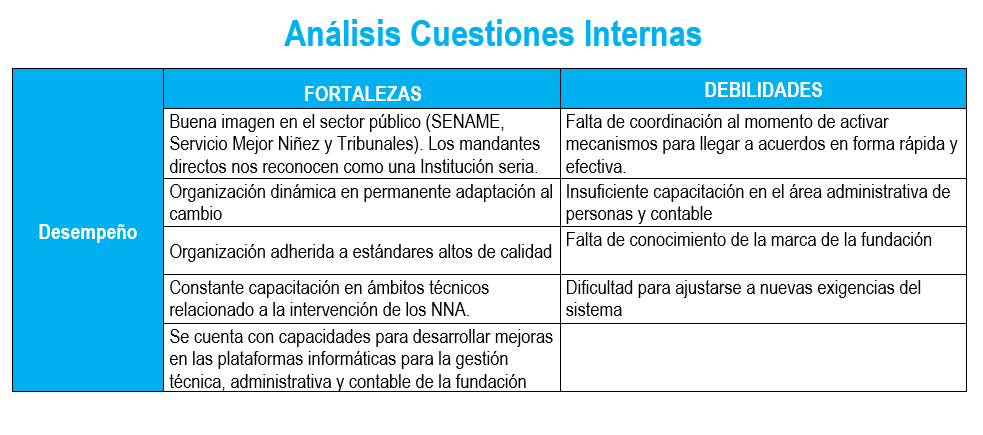 Análisis Cuestiones Internas
Desempeño
FORTALEZAS
DEBILIDADES
Buena imagen en el sector público (SENAME,
Servicio Mejor Niñez y Tribunales). Los mandantes
directos nos reconocen como una Institución seria.
Falta de coordinación al momento de activar
mecanismos para llegar a acuerdos en forma rápida y
efectiva.
Organización dinámica en permanente adaptación al
cambio
Insuficiente capacitación en el área administrativa de
personas y contable
Organización adherida a estándares altos de calidad
Falta de conocimiento de la marca de la fundación
Constante capacitación en ámbitos técnicos
relacionado a la intervención de los NNA.
Dificultad para ajustarse a nuevas exigencias del
sistema
Se cuenta con capacidades para desarrollar mejoras
en las plataformas informáticas para la gestión
técnica, administrativa y contable de la fundación